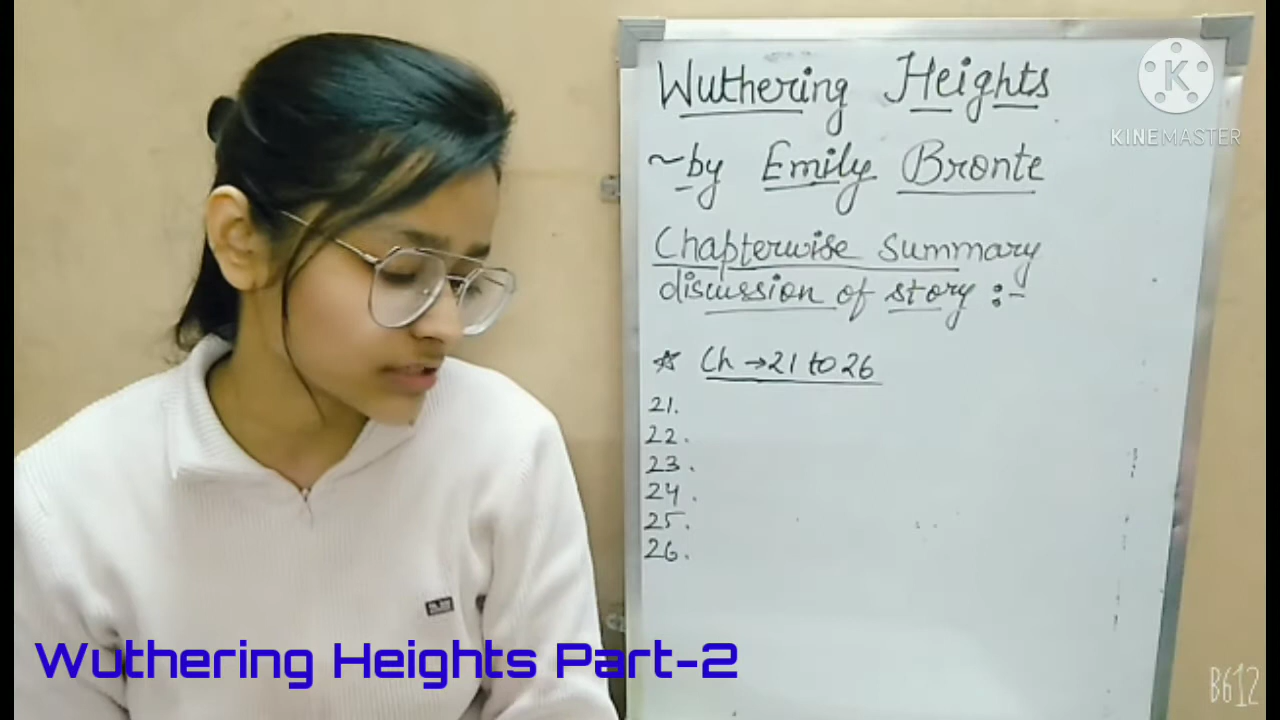 Wuthering Heights
~by Emily Bronte
Chapterwise summary
discussion of story :-
☆ Ch →21 to 26
21.
22.
23.
24.
25.
26.
K
KINEMASTER
Wuthering Heights Part-2
B612